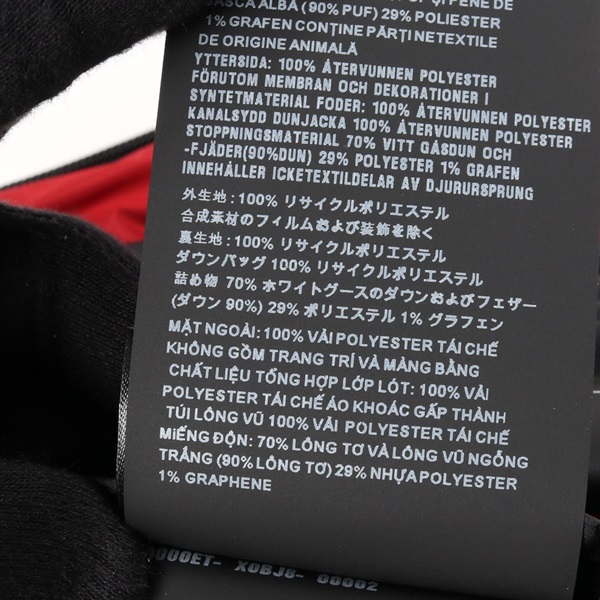 GASCA ALBA (90% PUF) 29% POLIESTER
1% GRAFEN CONȚINE PĂRȚI NETEXTILE
DE ORIGINE ANIMALĂ
YTTERSIDA: 100% ÅTERVUNNEN POLYESTER
FÖRUTOM MEMBRAN OCH DEKORATIONER I
SYNTETMATERIAL FODER: 100% ÅTERVUNNEN POLYESTER
KANALSYDD DUNJACKA 100% ÅTERVUNNEN POLYESTER
STOPPNINGSMATERIAL 70% VITT GÅSDUN OCH
-FJÄDER(90%DUN) 29% POLYESTER 1% GRAFEN
INNEHÅLLER ICKETEXTILDELAR AV DJURURSPRUNG
外生地: 100% リサイクルポリエステル
合成素材のフィルムおよび装飾を除く
裏生地: 100% リサイクルポリエステル
ダウンバッグ 100% リサイクルポリエステル
詰め物 70% ホワイトグースのダウンおよびフェザー
(ダウン 90%) 29% ポリエステル 1% グラフェン
MẶT NGOÀI: 100% VẢI POLYESTER TÁI CHẾ
KHÔNG GỒM TRANG TRÍ VÀ MÀNG BẰNG
CHẤT LIỆU TỔNG HỢP LỚP LÓT: 100% VẢI
POLYESTER TÁI CHẾ ÁO KHOÁC GẤP THÀNH
TÚI LÔNG VŨ 100% VẢI POLYESTER TÁI CHẾ
MIẾNG ĐỘN: 70% LÔNG TƠ VÀ LÔNG VŨ NGỖNG
TRẮNG (90% LÔNG TƠ) 29% NHỰA POLYESTER
1% GRAPHENE
0000ET- X0BJ8- 00002